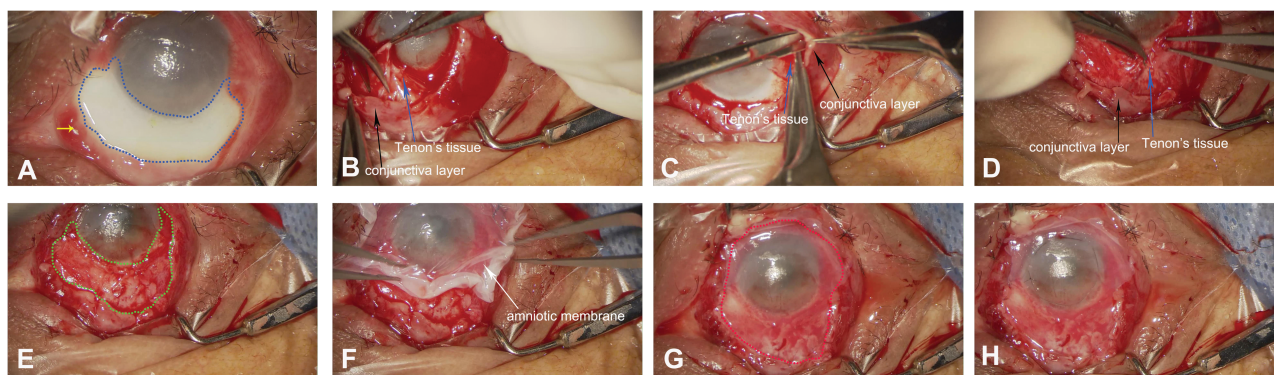 A
B
Tenon's tissue
conjunctiva layer
C
conjunctiva layer
Tenon's tissue
D
conjunctiva layer
Tenon's tissue
E
F
amniotic membrane
G
H